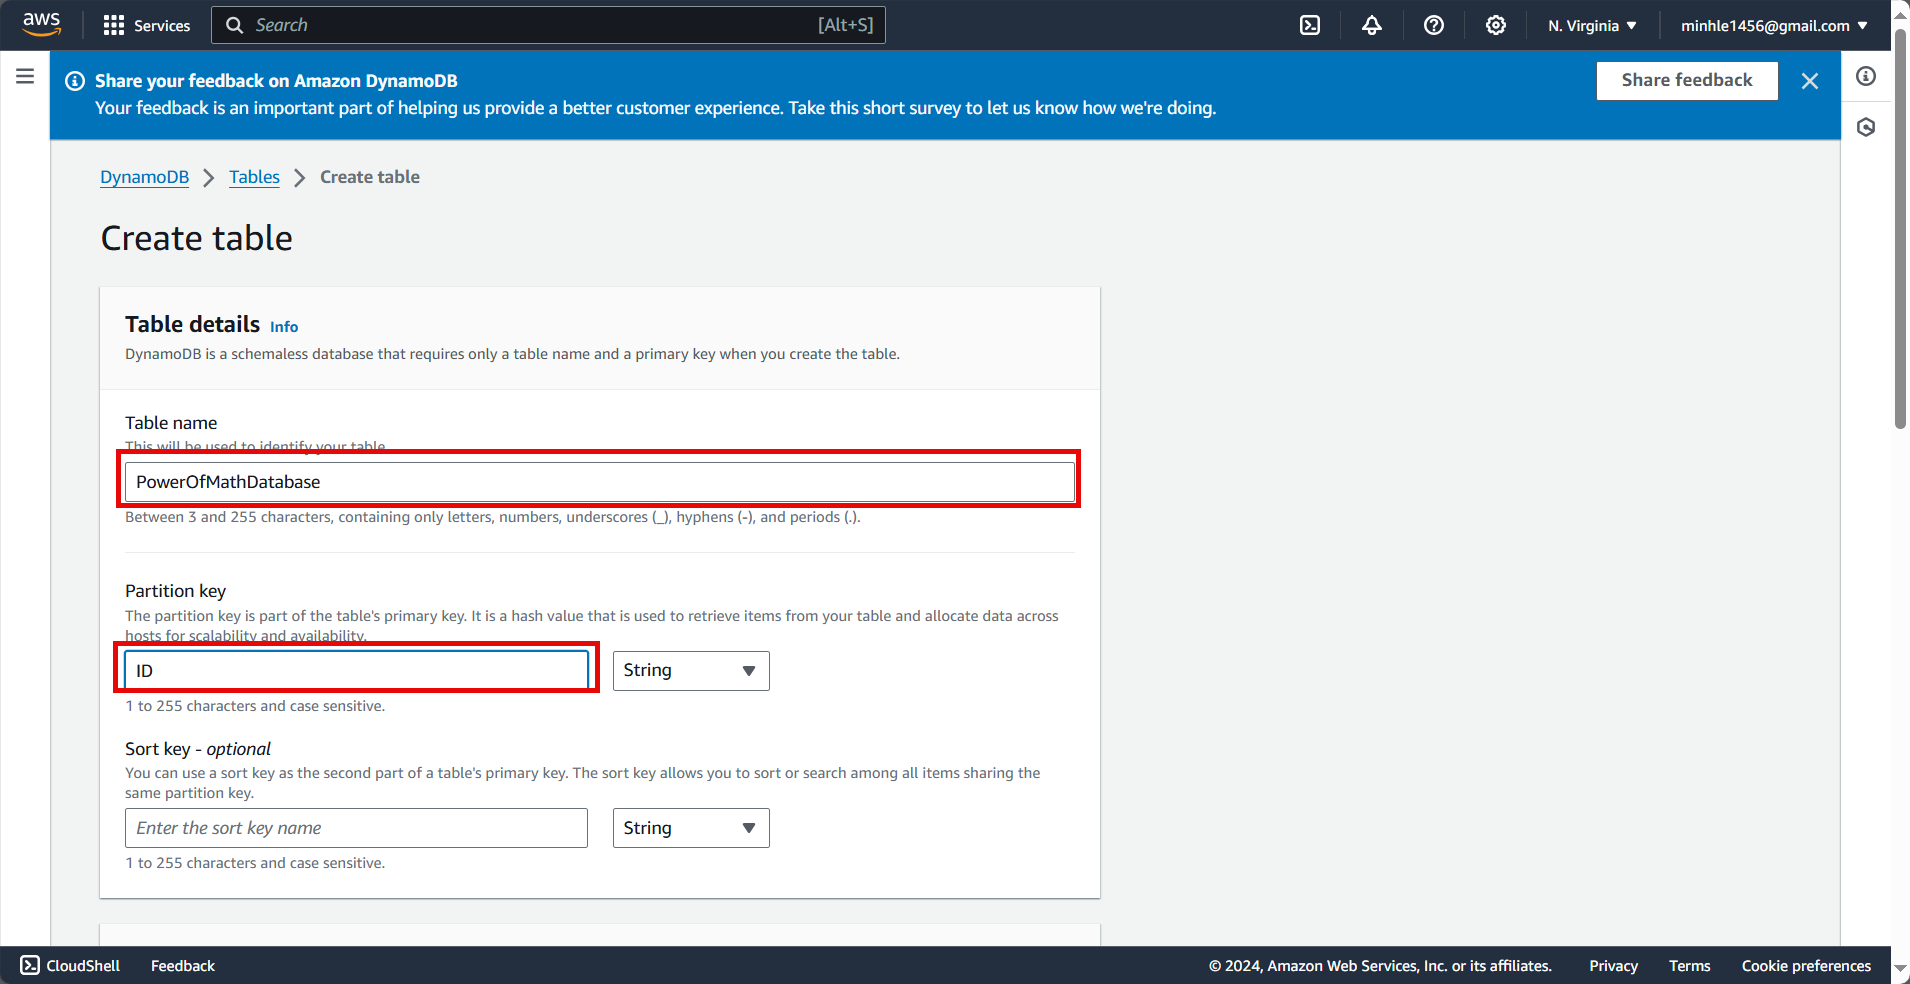 aws
Services
Search
[Alt+S]
N. Virginia
minhle1456@gmail.com
Share your feedback on Amazon DynamoDB
Your feedback is an important part of helping us provide a better customer experience. Take this short survey to let us know how we're doing.
Share feedback
DynamoDB
Tables
Create table
Create table
Table details Info
DynamoDB is a schemaless database that requires only a table name and a primary key when you create the table.
Table name
This will be used to identify your table.
PowerOfMathDatabase
Between 3 and 255 characters, containing only letters, numbers, underscores (_), hyphens (-), and periods (.).
Partition key
The partition key is part of the table's primary key. It is a hash value that is used to retrieve items from your table and allocate data across
hosts for scalability and availability.
ID
String
1 to 255 characters and case sensitive.
Sort key - optional
You can use a sort key as the second part of a table's primary key. The sort key allows you to sort or search among all items sharing the
same partition key.
Enter the sort key name
String
1 to 255 characters and case sensitive.
CloudShell
Feedback
© 2024, Amazon Web Services, Inc. or its affiliates.
Privacy
Terms
Cookie preferences